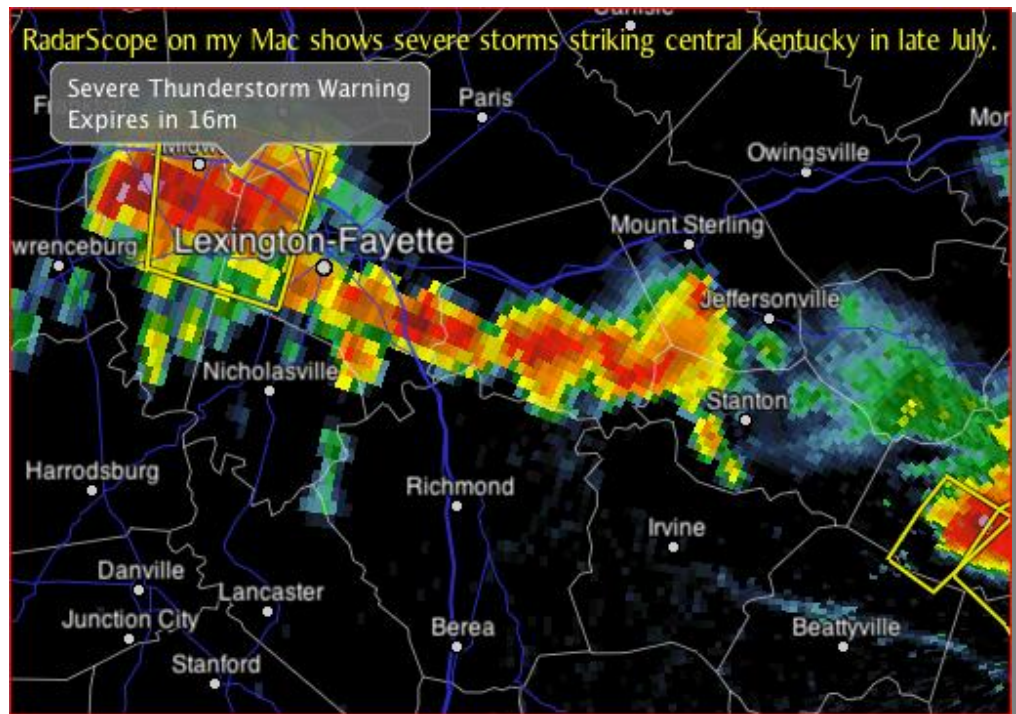 Carlisle
RadarScope on my Mac shows severe storms striking central Kentucky in late July.
Severe Thunderstorm Warning
Expires in 16m
Paris
Owingsville
Mount Sterling
wrenceburg
Lexington-Fayette
Jeffersonville
Nicholasville
Stanton
Harrodsburg
Richmond
Irvine
Danville
Lancaster
Junction City
Berea
Beattyville
Stanford